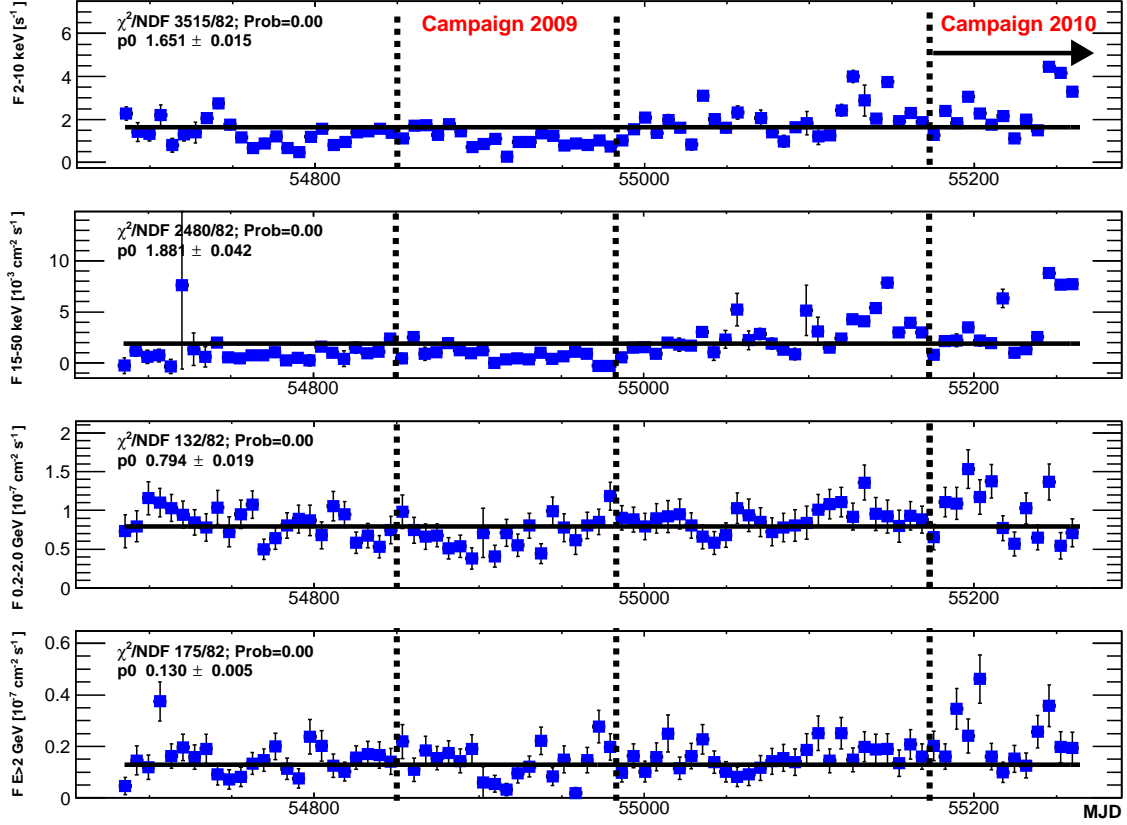 χ²/NDF 3515/82; Prob=0.00
p0 1.651 ± 0.015
Campaign 2009
Campaign 2010
F 2-10 keV [s⁻¹]
6
4
2
0
54800 55000 55200
χ²/NDF 2480/82; Prob=0.00
p0 1.881 ± 0.042
F 15-50 keV [10⁻³ cm⁻² s⁻¹]
10
5
0
54800 55000 55200
χ²/NDF 132/82; Prob=0.00
p0 0.794 ± 0.019
F 0.2-2.0 GeV [10⁻⁷ cm⁻² s⁻¹]
2
1.5
1
0.5
0
54800 55000 55200
χ²/NDF 175/82; Prob=0.00
p0 0.130 ± 0.005
F E>2 GeV [10⁻⁷ cm⁻² s⁻¹]
0.6
0.4
0.2
0
54800 55000 55200
MJD